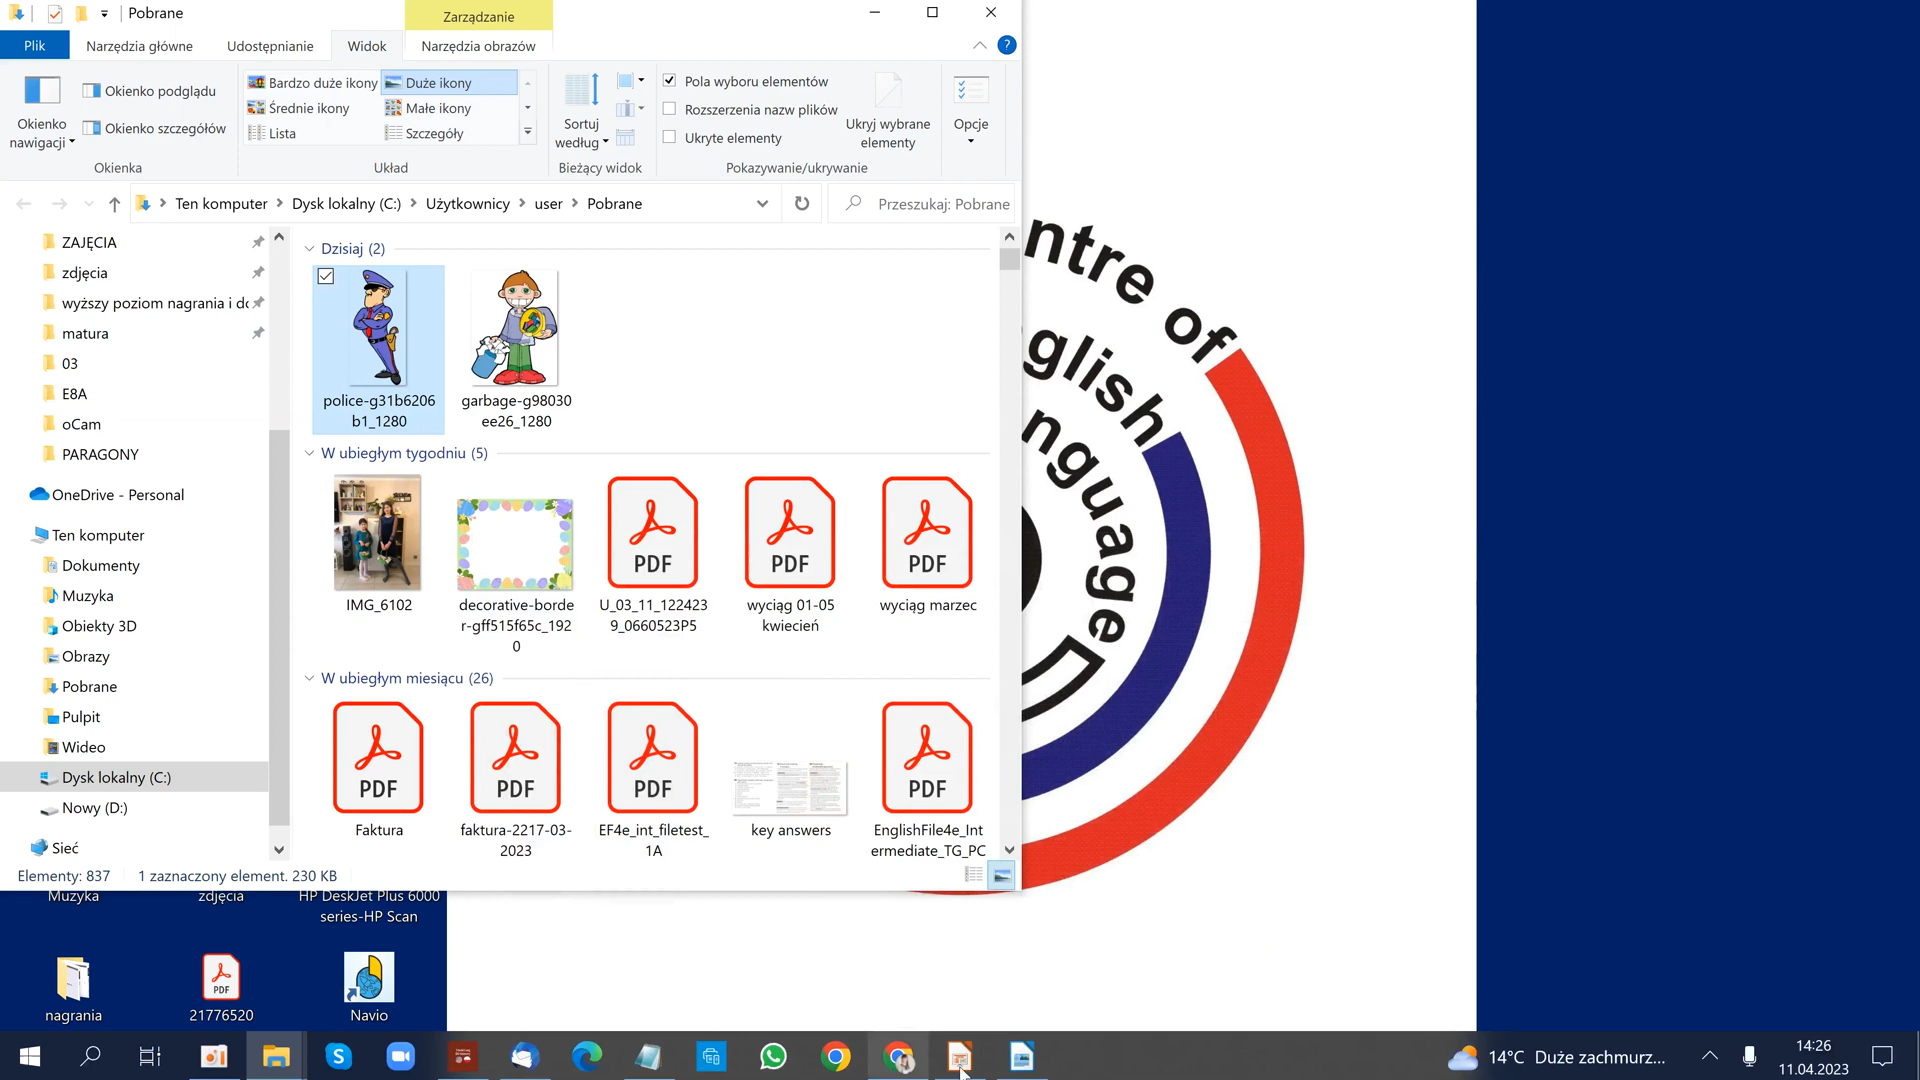 Pobrane
Zarządzanie
Plik
Narzędzia główne
Udostępnianie
Widok
Narzędzia obrazów
Okienko nawigacji
Okienko podglądu
Okienko szczegółów
Bardzo duże ikony
Duże ikony
Średnie ikony
Małe ikony
Lista
Szczegóły
Sortuj według
Pola wyboru elementów
Rozszerzenia nazw plików
Ukryte elementy
Ukryj wybrane elementy
Opcje
Okienka
Układ
Bieżący widok
Pokazywanie/ukrywanie
Ten komputer
Dysk lokalny (C:)
Użytkownicy
user
Pobrane
Przeszukaj: Pobrane
ZAJĘCIA
zdjęcia
wyższy poziom nagrania i do
matura
03
E8A
oCam
PARAGONY
OneDrive - Personal
Ten komputer
Dokumenty
Muzyka
Obiekty 3D
Obrazy
Pobrane
Pulpit
Wideo
Dysk lokalny (C:)
Nowy (D:)
Sieć
Dzisiaj (2)
police-g31b6206
b1_1280
garbage-g98030
ee26_1280
W ubiegłym tygodniu (5)
PDF
PDF
PDF
IMG_6102
decorative-borde
r-gff515f65c_192
0
U_03_11_122423
9_0660523P5
wyciąg 01-05
kwiecień
wyciąg marzec
W ubiegłym miesiącu (26)
PDF
PDF
PDF
PDF
Faktura
faktura-2217-03-
2023
EF4e_int_filetest_
1A
key answers
EnglishFile4e_Int
ermediate_TG_PC
Elementy: 837
1 zaznaczony element. 230 KB
ntre of
glish
nguage
Muzyka
zdjęcia
HP DeskJet Plus 6000
series-HP Scan
nagrania
PDF
21776520
Navio
14°C Duże zachmurz...
14:26
11.04.2023